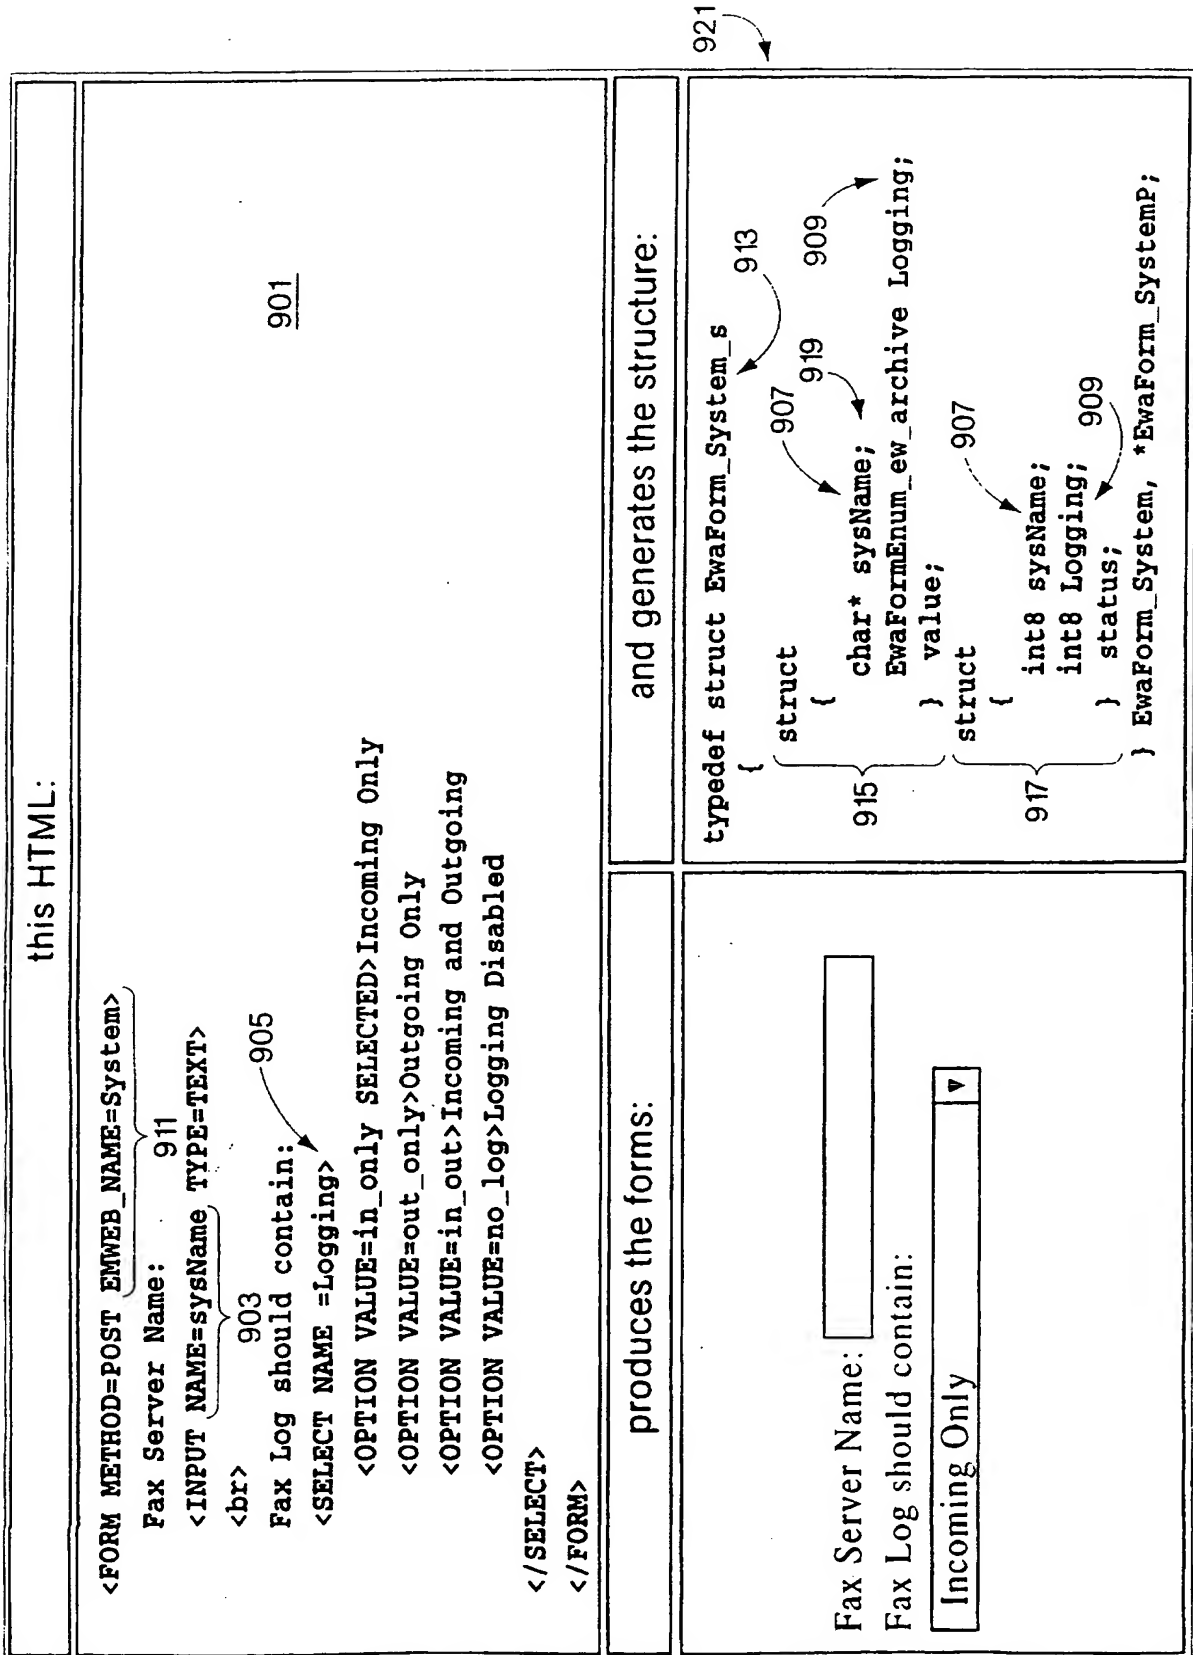 this HTML:
<FORM METHOD=POST EMWEB_NAME=System>
911
Fax Server Name:
<INPUT NAME=sysName TYPE=TEXT>
903
<br>
Fax Log should contain:
905
<SELECT NAME =Logging>
<OPTION VALUE=in_only SELECTED>Incoming Only
<OPTION VALUE=out_only>Outgoing Only
<OPTION VALUE=in_out>Incoming and Outgoing
<OPTION VALUE=no_log>Logging Disabled
</SELECT>
</FORM>
901
produces the forms:
Fax Server Name:
Fax Log should contain:
Incoming Only
and generates the structure:
921
typedef struct EwaForm_System_s
913
{
struct
907
919
{
909
char* sysName;
EwaFormEnum_ew_archive Logging;
} value;
915
struct
907
{
int8 sysName;
int8 Logging;
909
} status;
917
} EwaForm_System, *EwaForm_SystemP;